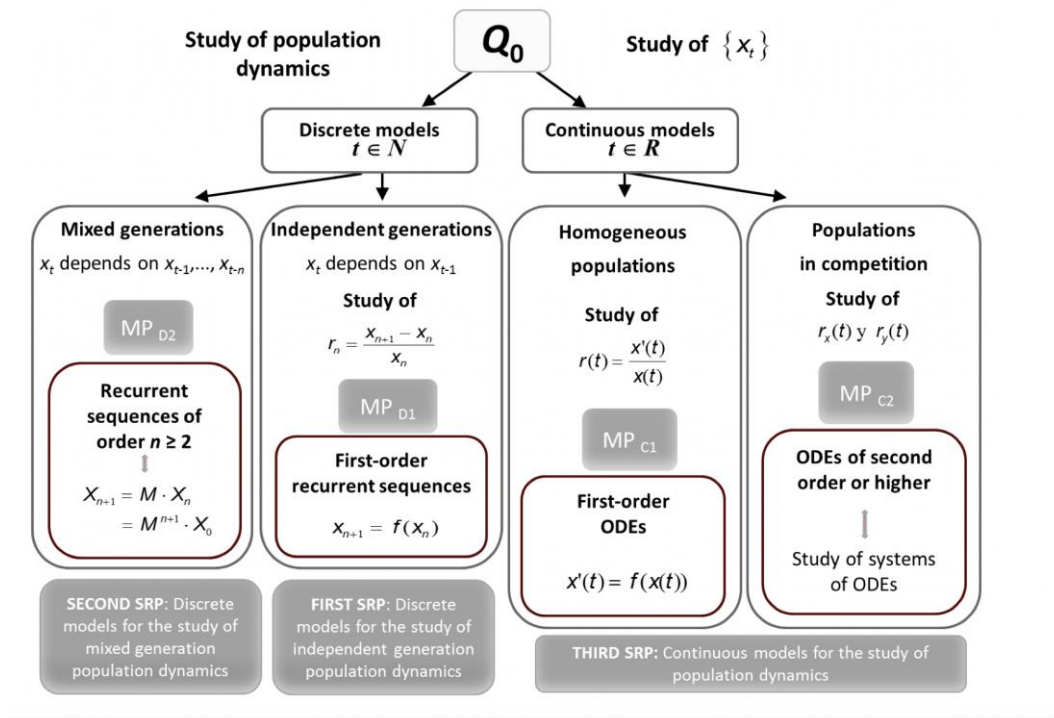 Study of population
dynamics
Q₀
Study of {xₜ}
Discrete models
t ∈ N
Continuous models
t ∈ R
Mixed generations
xₜ depends on xₜ₋₁,..., xₜ₋ₙ
MP D2
Recurrent
sequences of
order n ≥ 2
Xₙ₊₁ = M · Xₙ
= Mⁿ⁺¹ · X₀
SECOND SRP: Discrete
models for the study of
mixed generation
population dynamics
Independent generations
xₜ depends on xₜ₋₁
Study of
rₙ = (xₙ₊₁ − xₙ) / xₙ
MP D1
First-order
recurrent sequences
xₙ₊₁ = f(xₙ)
FIRST SRP: Discrete
models for the study of
independent generation
population dynamics
Homogeneous
populations
Study of
r(t) = x'(t) / x(t)
MP C1
First-order
ODEs
x'(t) = f(x(t))
Populations
in competition
Study of
rₓ(t) y r_y(t)
MP C2
ODEs of second
order or higher
Study of systems
of ODEs
THIRD SRP: Continuous models for the study of
population dynamics